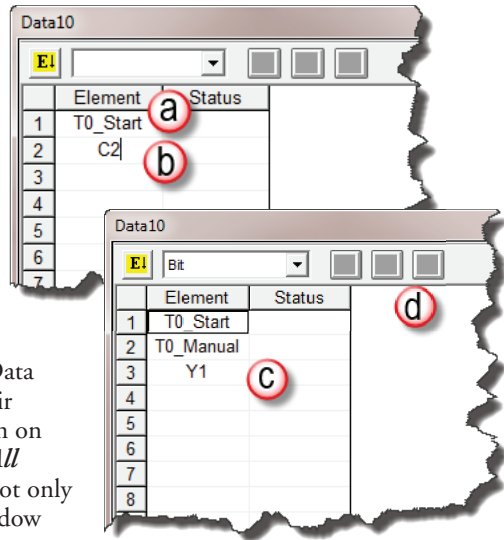 Data10
E↓
Element Status
1 T0_Start
2 C2
3
4
5
6
7
a
b
Data10
E↓ Bit
Element Status
1 T0_Start
2 T0_Manual
3 Y1
4
5
6
7
8
c
d
Data
ir
n on
ll
ot only
dow